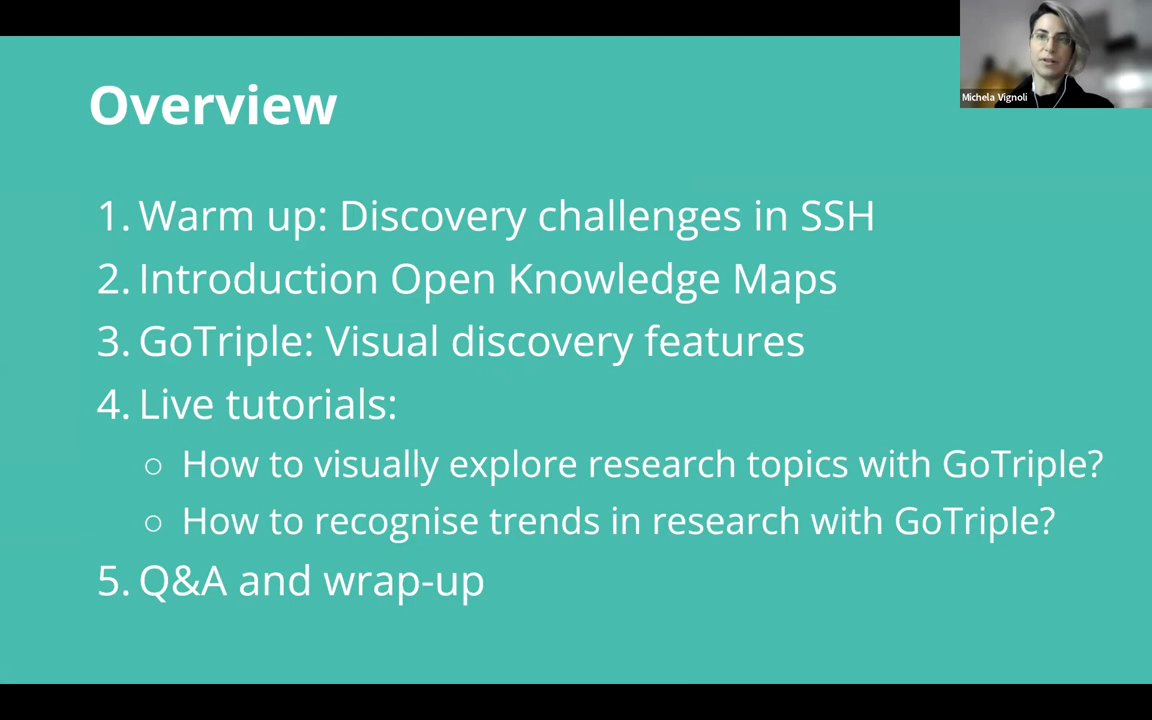 Overview
Michela Vignoli
1. Warm up: Discovery challenges in SSH
2. Introduction Open Knowledge Maps
3. GoTriple: Visual discovery features
4. Live tutorials:
○ How to visually explore research topics with GoTriple?
○ How to recognise trends in research with GoTriple?
5. Q&A and wrap-up